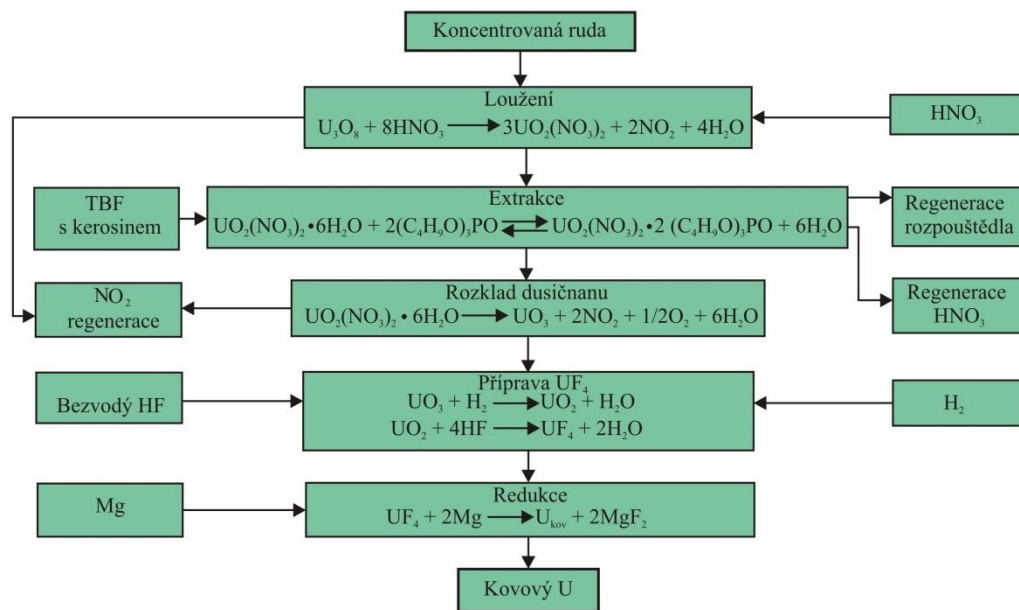 Koncentrovaná ruda
Loužení
U₃O₈ + 8HNO₃ ⟶ 3UO₂(NO₃)₂ + 2NO₂ + 4H₂O
HNO₃
TBF
s kerosinem
Extrakce
UO₂(NO₃)₂•6H₂O + 2(C₄H₉O)₃PO ⇄ UO₂(NO₃)₂•2 (C₄H₉O)₃PO + 6H₂O
Regenerace
rozpouštědla
NO₂
regenerace
Rozklad dusičnanu
UO₂(NO₃)₂ • 6H₂O ⟶ UO₃ + 2NO₂ + 1/2O₂ + 6H₂O
Regenerace
HNO₃
Bezvodý HF
Příprava UF₄
UO₃ + H₂ ⟶ UO₂ + H₂O
UO₂ + 4HF ⟶ UF₄ + 2H₂O
H₂
Mg
Redukce
UF₄ + 2Mg ⟶ Uₖₒᵥ + 2MgF₂
Kovový U